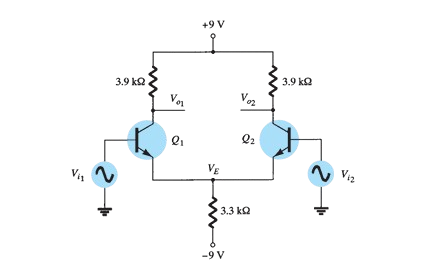 +9 V
3.9 kΩ
3.9 kΩ
Vo1
Vo2
Q1
Q2
Vi1
VE
Vi2
3.3 kΩ
−9 V